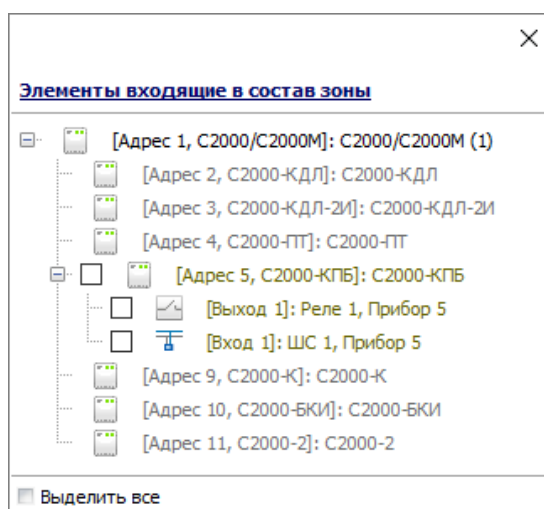 Элементы входящие в состав зоны
[Адрес 1, С2000/С2000М]: С2000/С2000М (1)
[Адрес 2, С2000-КДЛ]: С2000-КДЛ
[Адрес 3, С2000-КДЛ-2И]: С2000-КДЛ-2И
[Адрес 4, С2000-ПТ]: С2000-ПТ
[Адрес 5, С2000-КПБ]: С2000-КПБ
[Выход 1]: Реле 1, Прибор 5
[Вход 1]: ШС 1, Прибор 5
[Адрес 9, С2000-К]: С2000-К
[Адрес 10, С2000-БКИ]: С2000-БКИ
[Адрес 11, С2000-2]: С2000-2
Выделить все